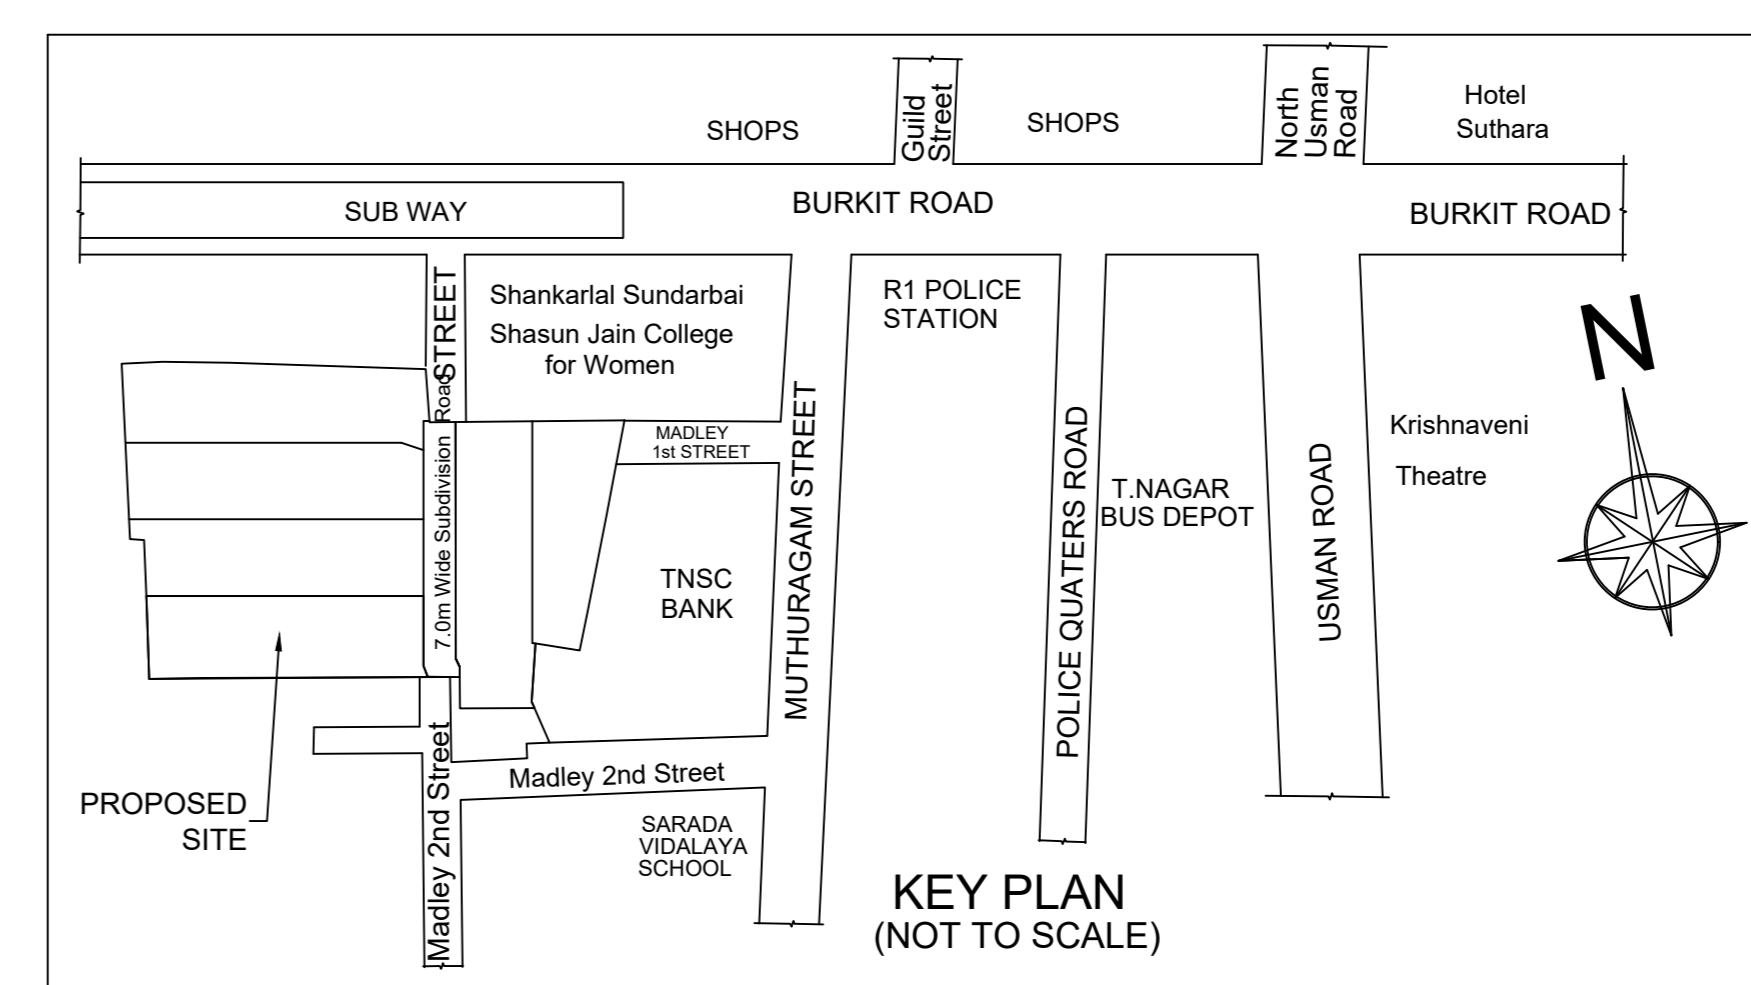 Guild
Street
North
Usman
Road
Hotel
Suthara
SHOPS
SHOPS
SUB WAY
BURKIT ROAD
BURKIT ROAD
STREET
Shankarlal Sundarbai
Shasun Jain College
for Women
R1 POLICE
STATION
N
7.0m Wide Subdivision Road
MADLEY
1st STREET
MUTHURAGAM STREET
POLICE QUATERS ROAD
T.NAGAR
BUS DEPOT
USMAN ROAD
Krishnaveni
Theatre
TNSC
BANK
PROPOSED
SITE
Madley 2nd Street
Madley 2nd Street
SARADA
VIDALAYA
SCHOOL
KEY PLAN
(NOT TO SCALE)